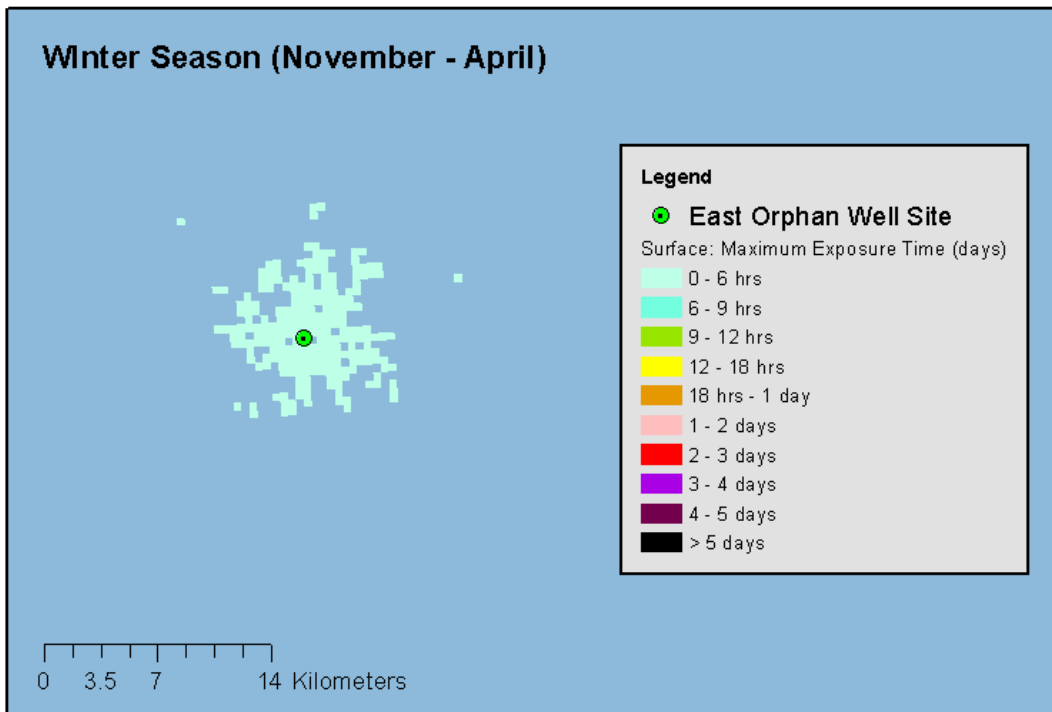 WInter Season (November - April)
Legend
East Orphan Well Site
Surface: Maximum Exposure Time (days)
0 - 6 hrs
6 - 9 hrs
9 - 12 hrs
12 - 18 hrs
18 hrs - 1 day
1 - 2 days
2 - 3 days
3 - 4 days
4 - 5 days
> 5 days
0 3.5 7 14 Kilometers